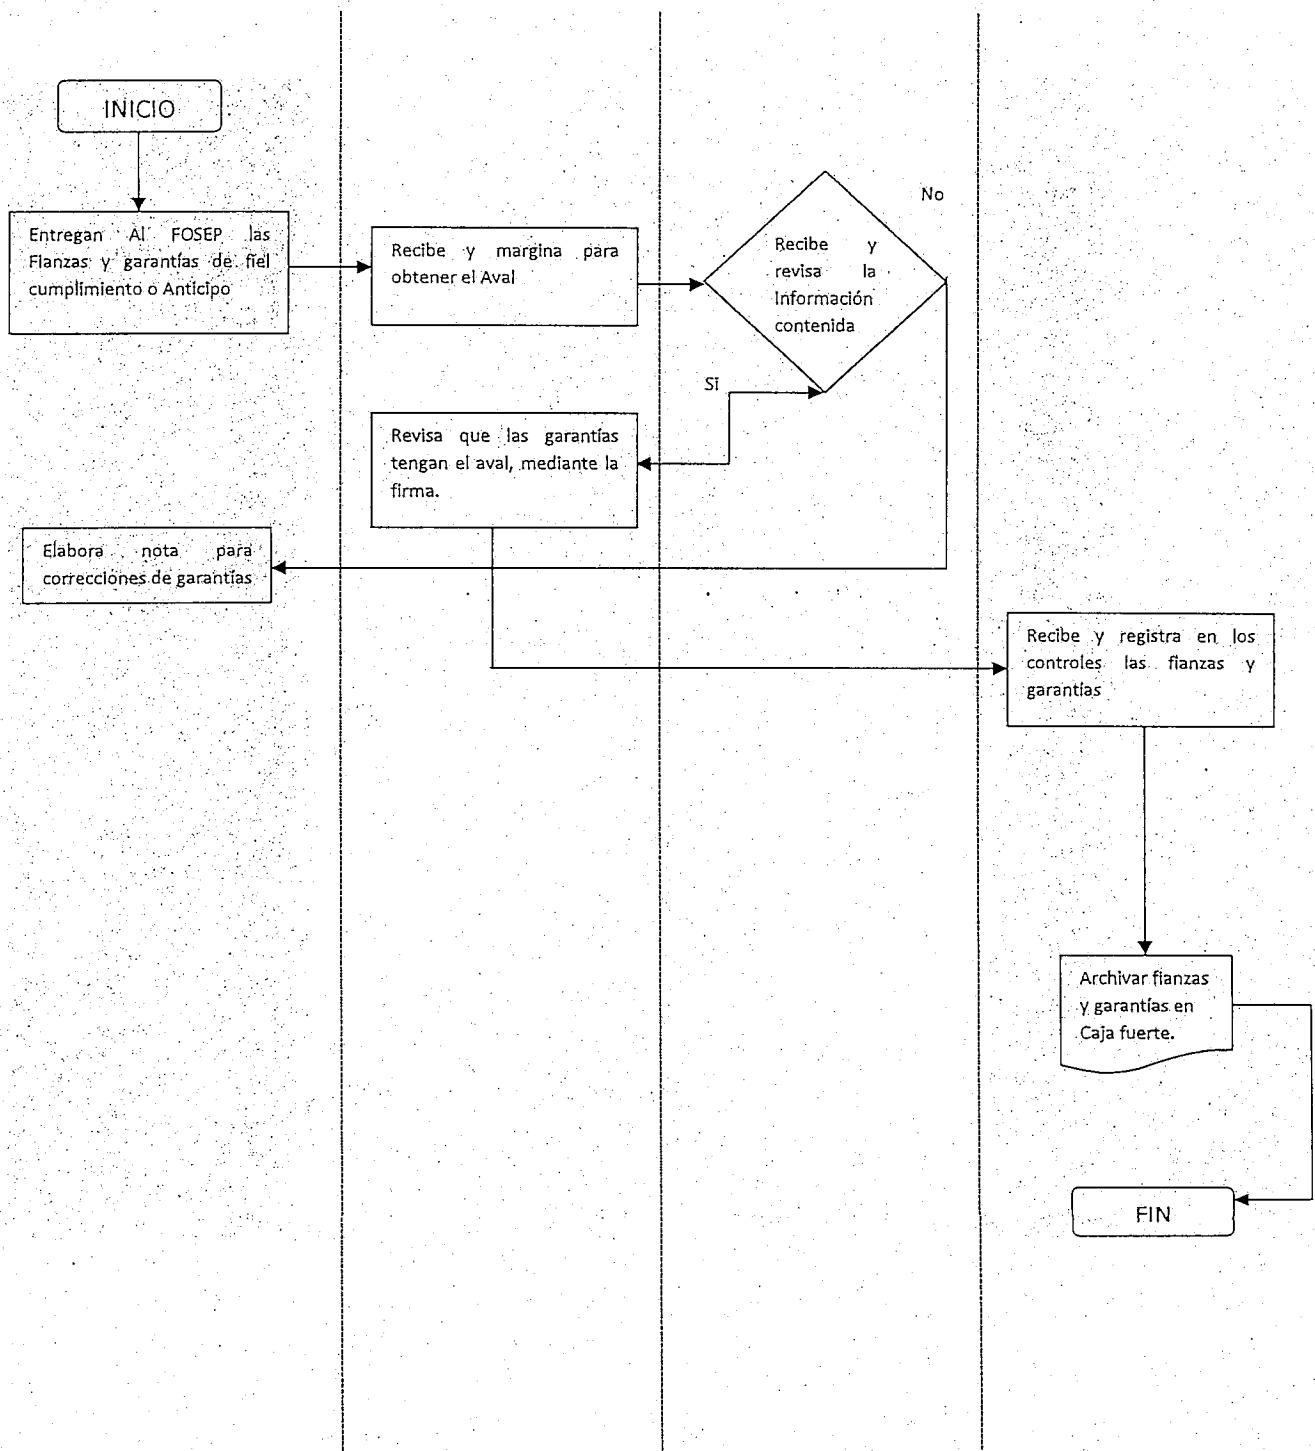 INICIO
Entregan Al FOSEP las
Fianzas y garantías de fiel
cumplimiento o Anticipo
Recibe y margina para
obtener el Aval
No
Recibe y
revisa la
Información
contenida
Si
Revisa que las garantías
tengan el aval, mediante la
firma.
Elabora nota para
correcciones de garantías
Recibe y registra en los
controles las fianzas y
garantías
Archivar fianzas
y garantías en
Caja fuerte.
FIN